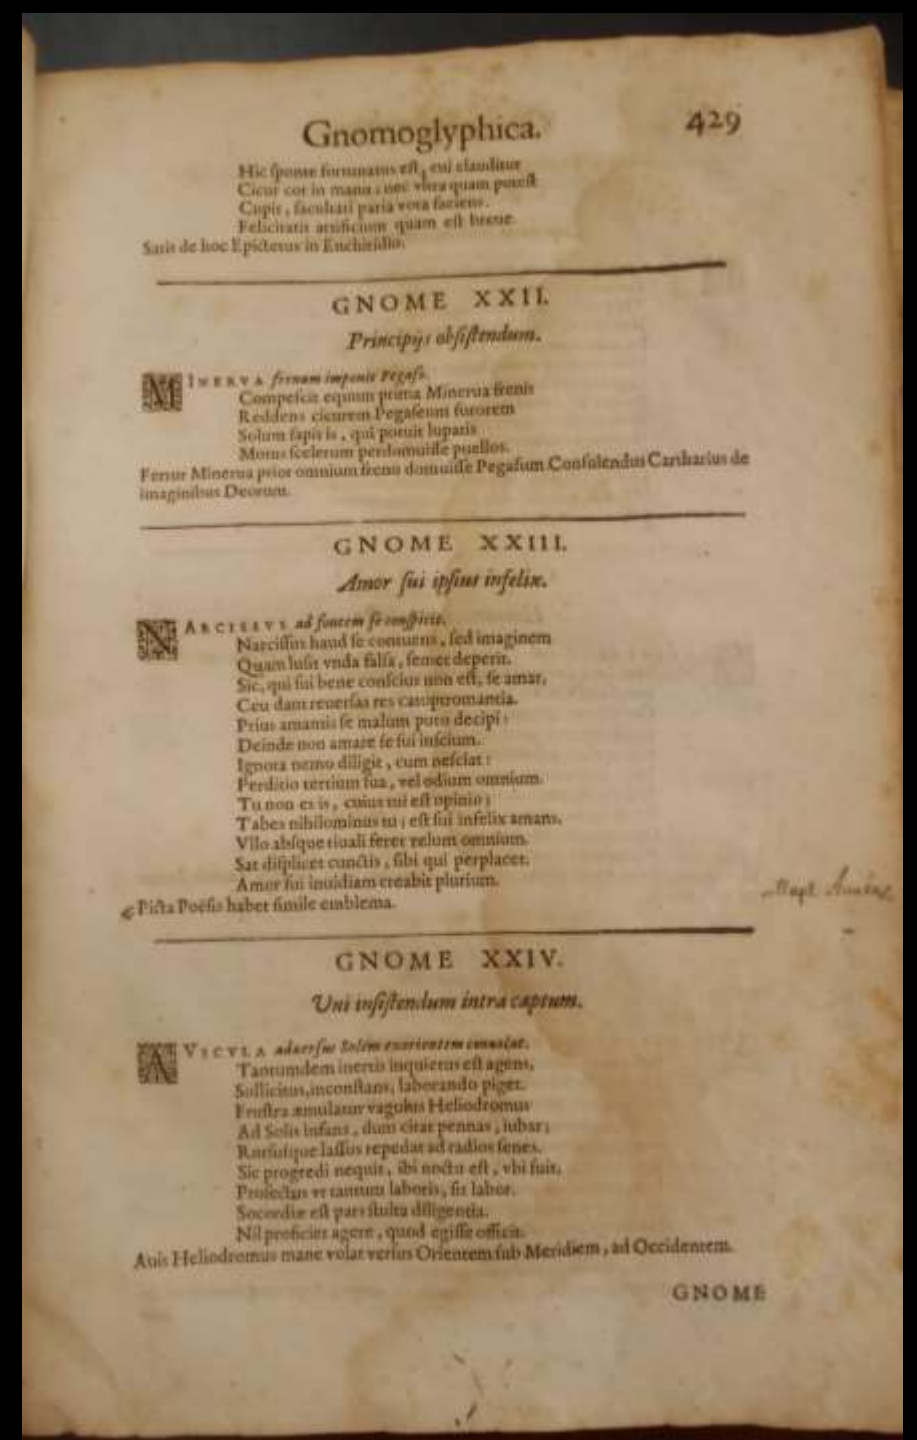 Gnomoglyphica. 429
Hic ſponte fortunatus eſt, cui clauditur
Cicur cor in manu; nec vltra quam poteſt
Cupit, facultati paria vota faciens.
Felicitatis artificium quam eſt breue.
Satis de hoc Epictetus in Enchiridio.
GNOME XXII.
Principijs obſiſtendum.
MINERVA frenum imponit Pegaſo.
Compeſcit equum prima Minerua frenis
Reddens cicurem Pegaſeum furorem
Solum ſapit is, qui potuit lupatis
Motus ſcelerum perdomuiſſe puellos.
Fertur Minerua prior omnium freno domuiſſe Pegaſum. Conſulendus Cartharius de
imaginibus Deorum.
GNOME XXIII.
Amor ſui ipſius infelix.
NARCISSVS ad fontem ſe conſpicit.
Narciſſus haud ſe contuens, ſed imaginem
Quam luſit vnda falſa, ſemet deperit.
Sic, qui ſui bene conſcius non eſt, ſe amat,
Ceu dant reuerſas res catoptromantia.
Prius amantis ſe malum puto decipi:
Deinde non amare ſe ſui inſcium.
Ignota nemo diligit, cum neſciat:
Perditio tertium ſua, vel odium omnium.
Tu non es is, cuius tui eſt opinio;
Tabes nihilominus tu; eſt ſui infelix amans.
Vllo abſque riuali feret telum omnium.
Sat diſplicet cunctis, ſibi qui perplacet.
Amor ſui inuidiam creabit plurium.
Picta Poëſis habet ſimile emblema.
GNOME XXIV.
Uni inſiſtendum intra captum.
AVICVLA aduerſus Solem exorientem
Tantumdem inertis inquietus eſt agens,
Sollicitus, inconſtans, laborando piget.
Fruſtra æmulatur vagulus Heliodromus
Ad Solis infans, dum citat pennas, iubar;
Rurſuſque laſſus repedat ad radios ſenes.
Sic progredi nequit, ibi noctu eſt, vbi fuit.
Profectus vt tantum laboris, ſit labor.
Socordiæ eſt pars ſtulta diligentia.
Nil proficies agere, quod egiſſe officit.
Auis Heliodromus mane volat verſus Orientem ſub Meridiem, ad Occidentem.
GNOME